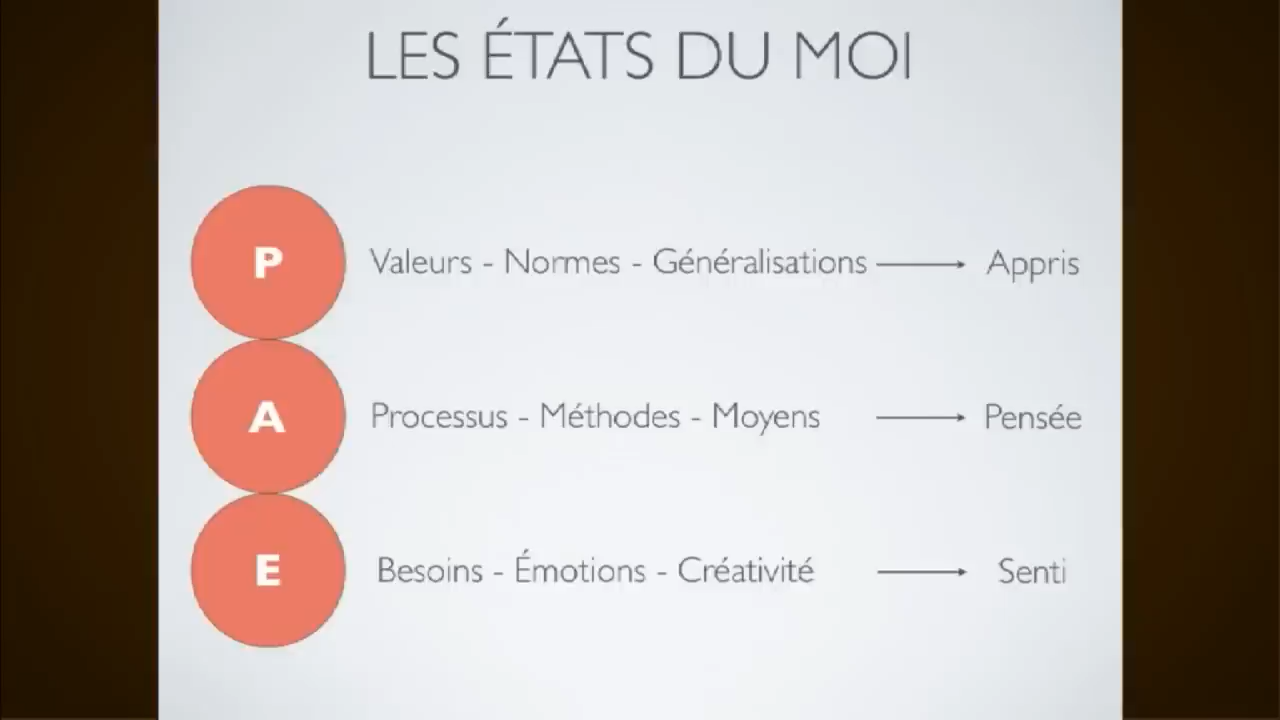 LES ÉTATS DU MOI
P Valeurs - Normes - Généralisations Appris
A Processus - Méthodes - Moyens Pensée
E Besoins - Émotions - Créativité Senti